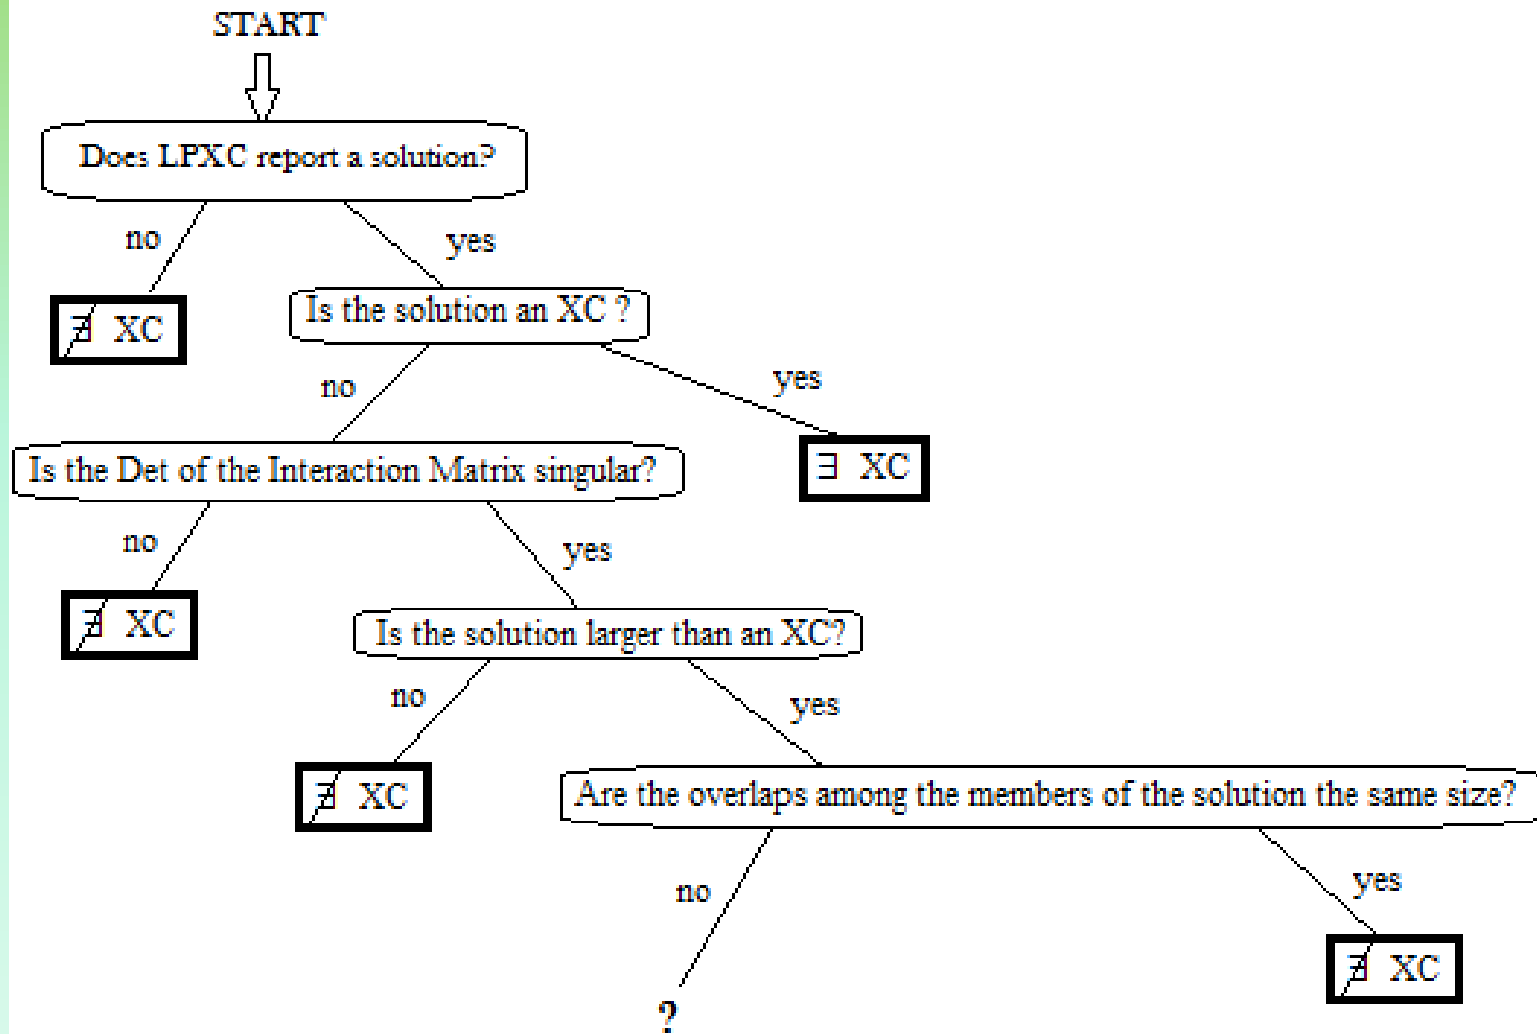 START
Does LPXC report a solution?
no
yes
∄ XC
Is the solution an XC ?
no
yes
∃ XC
Is the Det of the Interaction Matrix singular?
no
yes
∄ XC
Is the solution larger than an XC?
no
yes
∄ XC
Are the overlaps among the members of the solution the same size?
no
yes
∄ XC
?